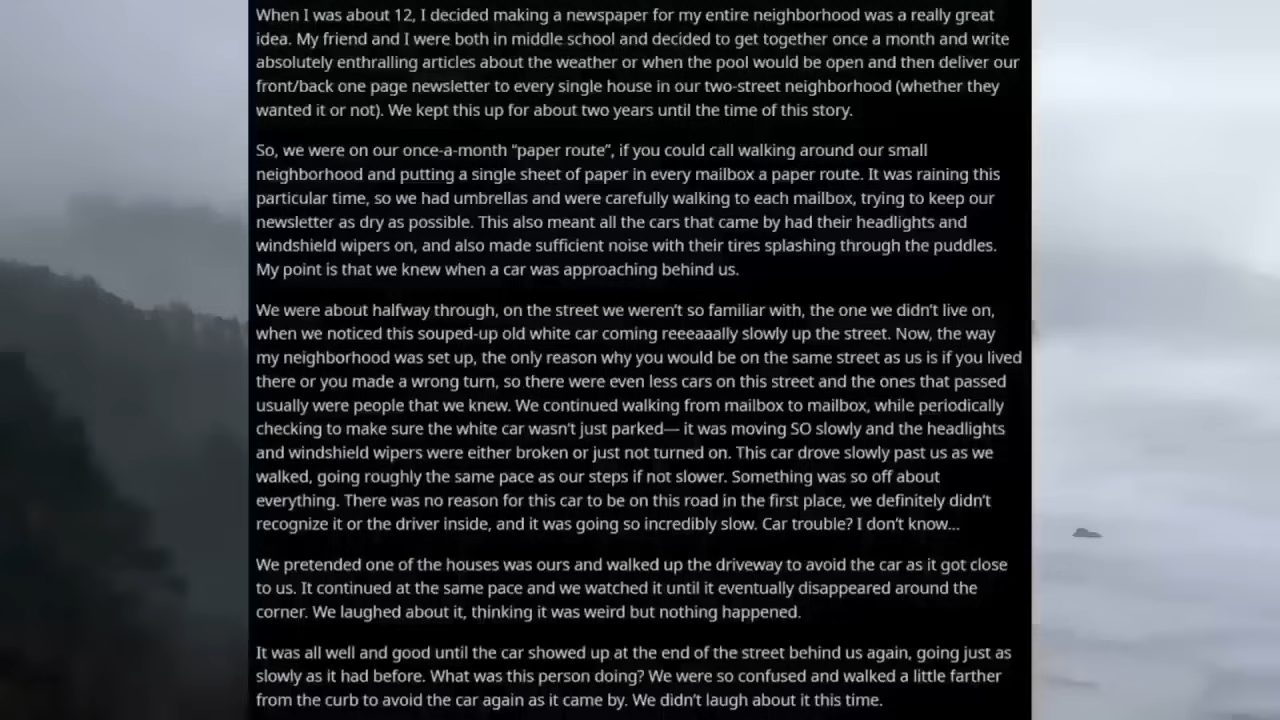 When I was about 12, I decided making a newspaper for my entire neighborhood was a really great
idea. My friend and I were both in middle school and decided to get together once a month and write
absolutely enthralling articles about the weather or when the pool would be open and then deliver our
front/back one page newsletter to every single house in our two-street neighborhood (whether they
wanted it or not). We kept this up for about two years until the time of this story.
So, we were on our once-a-month “paper route”, if you could call walking around our small
neighborhood and putting a single sheet of paper in every mailbox a paper route. It was raining this
particular time, so we had umbrellas and were carefully walking to each mailbox, trying to keep our
newsletter as dry as possible. This also meant all the cars that came by had their headlights and
windshield wipers on, and also made sufficient noise with their tires splashing through the puddles.
My point is that we knew when a car was approaching behind us.
We were about halfway through, on the street we weren’t so familiar with, the one we didn’t live on,
when we noticed this souped-up old white car coming reeeaaally slowly up the street. Now, the way
my neighborhood was set up, the only reason why you would be on the same street as us is if you lived
there or you made a wrong turn, so there were even less cars on this street and the ones that passed
usually were people that we knew. We continued walking from mailbox to mailbox, while periodically
checking to make sure the white car wasn’t just parked— it was moving SO slowly and the headlights
and windshield wipers were either broken or just not turned on. This car drove slowly past us as we
walked, going roughly the same pace as our steps if not slower. Something was so off about
everything. There was no reason for this car to be on this road in the first place, we definitely didn’t
recognize it or the driver inside, and it was going so incredibly slow. Car trouble? I don’t know...
We pretended one of the houses was ours and walked up the driveway to avoid the car as it got close
to us. It continued at the same pace and we watched it until it eventually disappeared around the
corner. We laughed about it, thinking it was weird but nothing happened.
It was all well and good until the car showed up at the end of the street behind us again, going just as
slowly as it had before. What was this person doing? We were so confused and walked a little farther
from the curb to avoid the car again as it came by. We didn’t laugh about it this time.